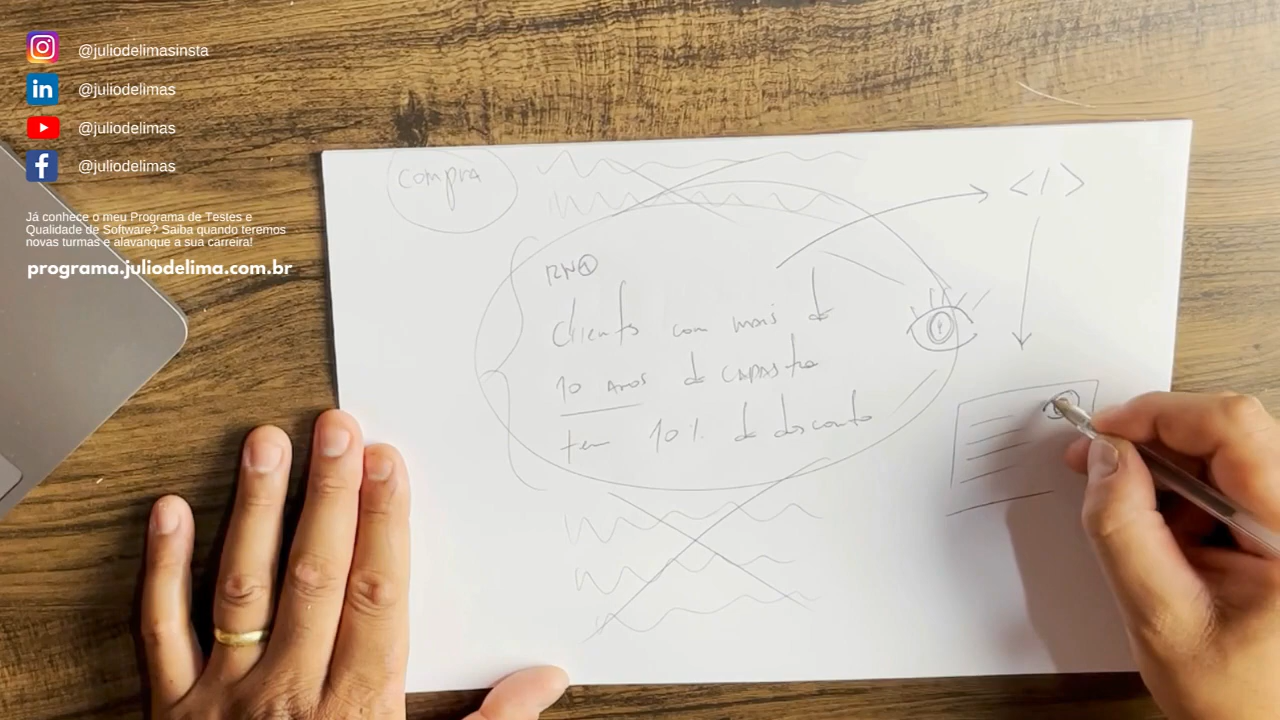 @juliodelimasinsta
@juliodelimas
@juliodelimas
@juliodelimas
Já conhece o meu Programa de Testes e
Qualidade de Software? Saiba quando teremos
novas turmas e alavanque a sua carreira!
programa.juliodelima.com.br
compra
</>
RN①
Clientes com mais de
10 anos de cadastro
tem 10% de desconto